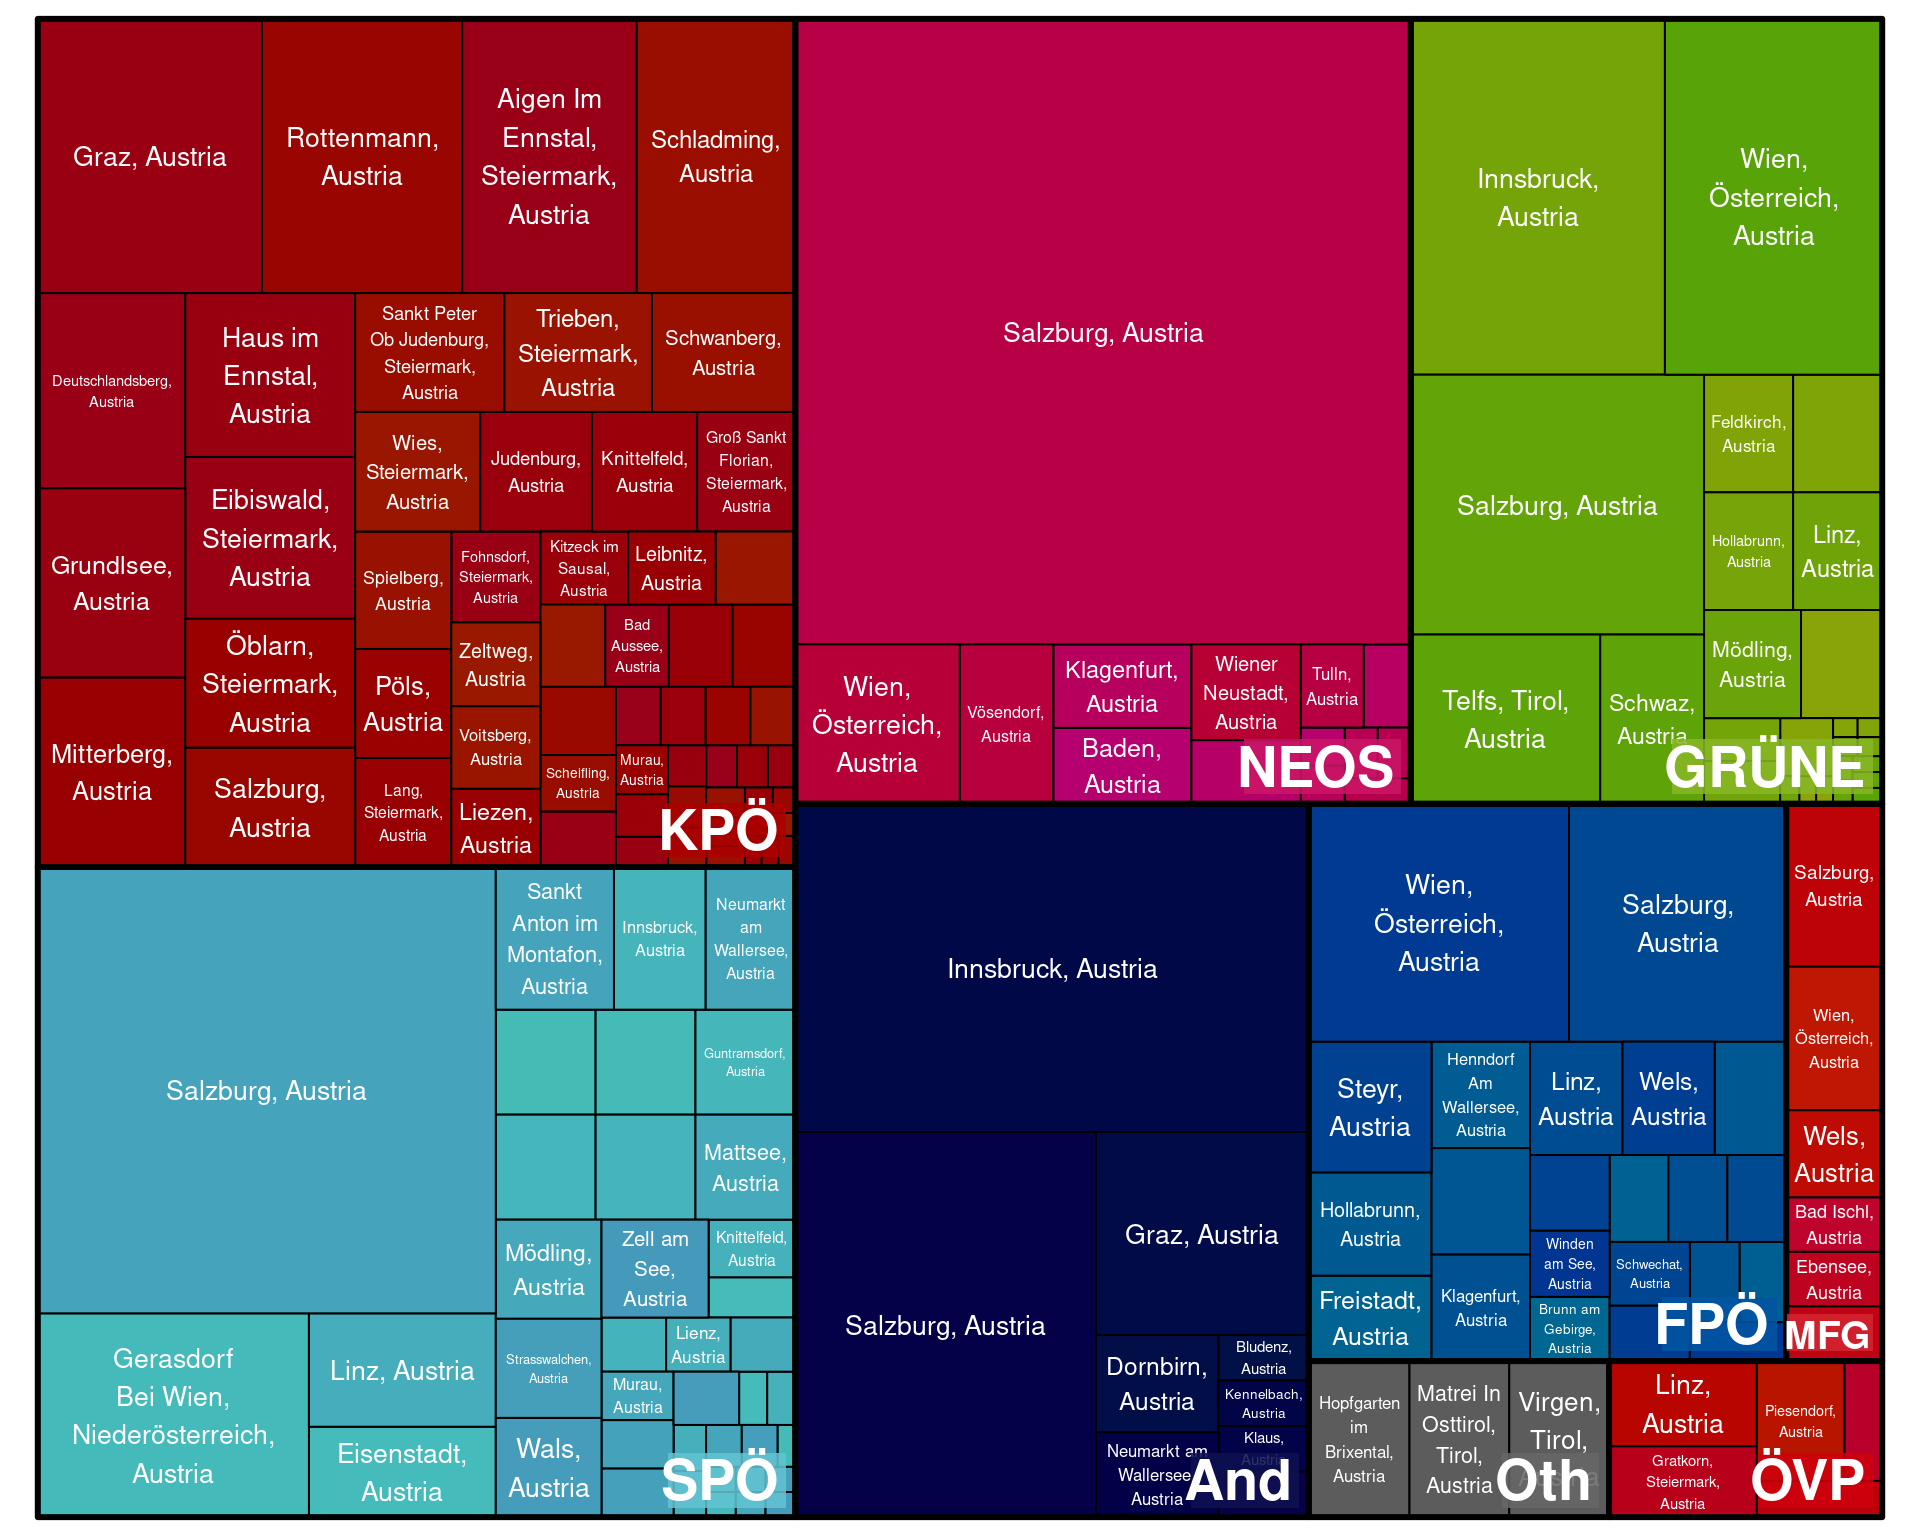 Graz, Austria
Rottenmann,
Austria
Aigen Im
Ennstal,
Steiermark,
Austria
Schladming,
Austria
Deutschlandsberg,
Austria
Haus im
Ennstal,
Austria
Sankt Peter
Ob Judenburg,
Steiermark,
Austria
Trieben,
Steiermark,
Austria
Schwanberg,
Austria
Wies,
Steiermark,
Austria
Judenburg,
Austria
Knittelfeld,
Austria
Groß Sankt
Florian,
Steiermark,
Austria
Grundlsee,
Austria
Eibiswald,
Steiermark,
Austria
Spielberg,
Austria
Fohnsdorf,
Steiermark,
Austria
Kitzeck im
Sausal,
Austria
Leibnitz,
Austria
Öblarn,
Steiermark,
Austria
Pöls,
Austria
Zeltweg,
Austria
Bad
Aussee,
Austria
Mitterberg,
Austria
Salzburg,
Austria
Lang,
Steiermark,
Austria
Voitsberg,
Austria
Liezen,
Austria
Scheifling,
Austria
Murau,
Austria
KPÖ
Salzburg, Austria
Wien,
Österreich,
Austria
Vösendorf,
Austria
Klagenfurt,
Austria
Baden,
Austria
Wiener
Neustadt,
Austria
Tulln,
Austria
NEOS
Innsbruck,
Austria
Wien,
Österreich,
Austria
Salzburg, Austria
Feldkirch,
Austria
Hollabrunn,
Austria
Linz,
Austria
Mödling,
Austria
Telfs, Tirol,
Austria
Schwaz,
Austria
GRÜNE
Salzburg, Austria
Sankt
Anton im
Montafon,
Austria
Innsbruck,
Austria
Neumarkt
am
Wallersee,
Austria
Guntramsdorf,
Austria
Mattsee,
Austria
Mödling,
Austria
Zell am
See,
Austria
Knittelfeld,
Austria
Gerasdorf
Bei Wien,
Niederösterreich,
Austria
Linz, Austria
Eisenstadt,
Austria
Strasswalchen,
Austria
Lienz,
Austria
Murau,
Austria
Wals,
Austria
SPÖ
Innsbruck, Austria
Salzburg, Austria
Graz, Austria
Dornbirn,
Austria
Bludenz,
Austria
Kennelbach,
Austria
Klaus,
Austria
Neumarkt am
Wallersee,
Austria
And
Wien,
Österreich,
Austria
Salzburg,
Austria
Steyr,
Austria
Henndorf
Am
Wallersee,
Austria
Linz,
Austria
Wels,
Austria
Hollabrunn,
Austria
Freistadt,
Austria
Klagenfurt,
Austria
Winden
am See,
Austria
Brunn am
Gebirge,
Austria
Schwechat,
Austria
FPÖ
Salzburg,
Austria
Wien,
Österreich,
Austria
Wels,
Austria
Bad Ischl,
Austria
Ebensee,
Austria
MFG
Hopfgarten
im
Brixental,
Austria
Matrei In
Osttirol,
Tirol,
Austria
Virgen,
Tirol,
Austria
Oth
Linz,
Austria
Gratkorn,
Steiermark,
Austria
Piesendorf,
Austria
ÖVP